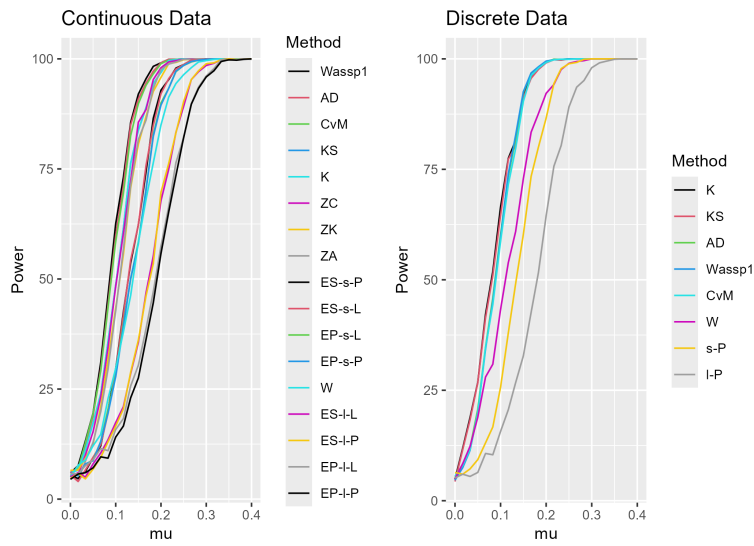 Continuous Data
Power
100
75
50
25
0
0.0 0.1 0.2 0.3 0.4
mu
Method
Wassp1
AD
CvM
KS
K
ZC
ZK
ZA
ES-s-P
ES-s-L
EP-s-L
EP-s-P
W
ES-l-L
ES-l-P
EP-l-L
EP-l-P
Discrete Data
Power
100
75
50
25
0
0.0 0.1 0.2 0.3 0.4
mu
Method
K
KS
AD
Wassp1
CvM
W
s-P
l-P